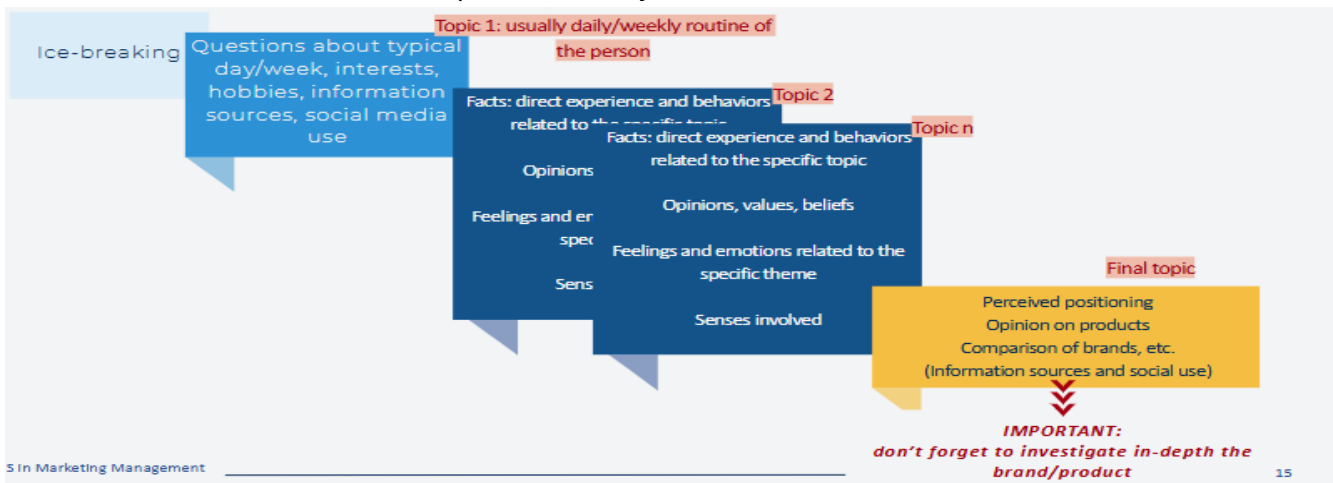 Ice-breaking
Questions about typical
day/week, interests,
hobbies, information
sources, social media
use
Topic 1: usually daily/weekly routine of
the person
Facts: direct experience and behaviors
related to
Opinions
Feelings and
Topic 2
Facts: direct experience and behaviors
related to the specific topic
Opinions, values, beliefs
Feelings and emotions related to the
specific theme
Senses involved
Topic n
Final topic
Perceived positioning
Opinion on products
Comparison of brands, etc.
(Information sources and social use)
IMPORTANT:
don't forget to investigate in-depth the
brand/product
S in Marketing Management
15